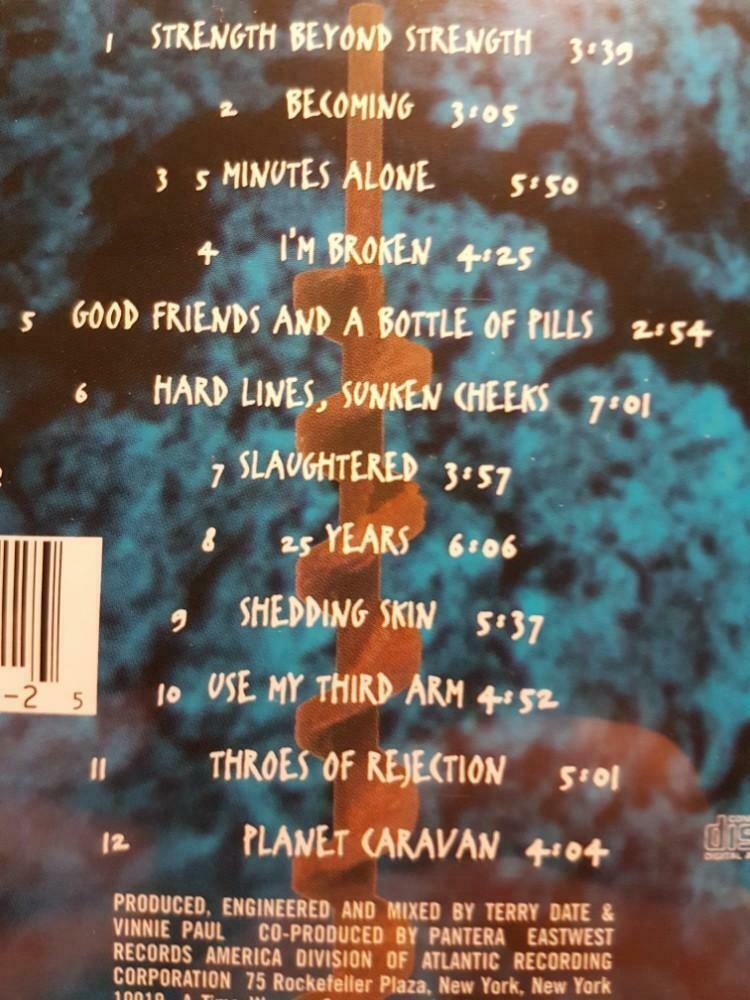 1 STRENGTH BEYOND STRENGTH 3:39
2 BECOMING 3:05
3 5 MINUTES ALONE 5:50
4 I'M BROKEN 4:25
5 GOOD FRIENDS AND A BOTTLE OF PILLS 2:54
6 HARD LINES, SUNKEN CHEEKS 7:01
7 SLAUGHTERED 3:57
8 25 YEARS 6:06
9 SHEDDING SKIN 5:37
-2 5
10 USE MY THIRD ARM 4:52
11 THROES OF REJECTION 5:01
12 PLANET CARAVAN 4:04
PRODUCED, ENGINEERED AND MIXED BY TERRY DATE &
VINNIE PAUL CO-PRODUCED BY PANTERA EASTWEST
RECORDS AMERICA DIVISION OF ATLANTIC RECORDING
CORPORATION 75 Rockefeller Plaza, New York, New York